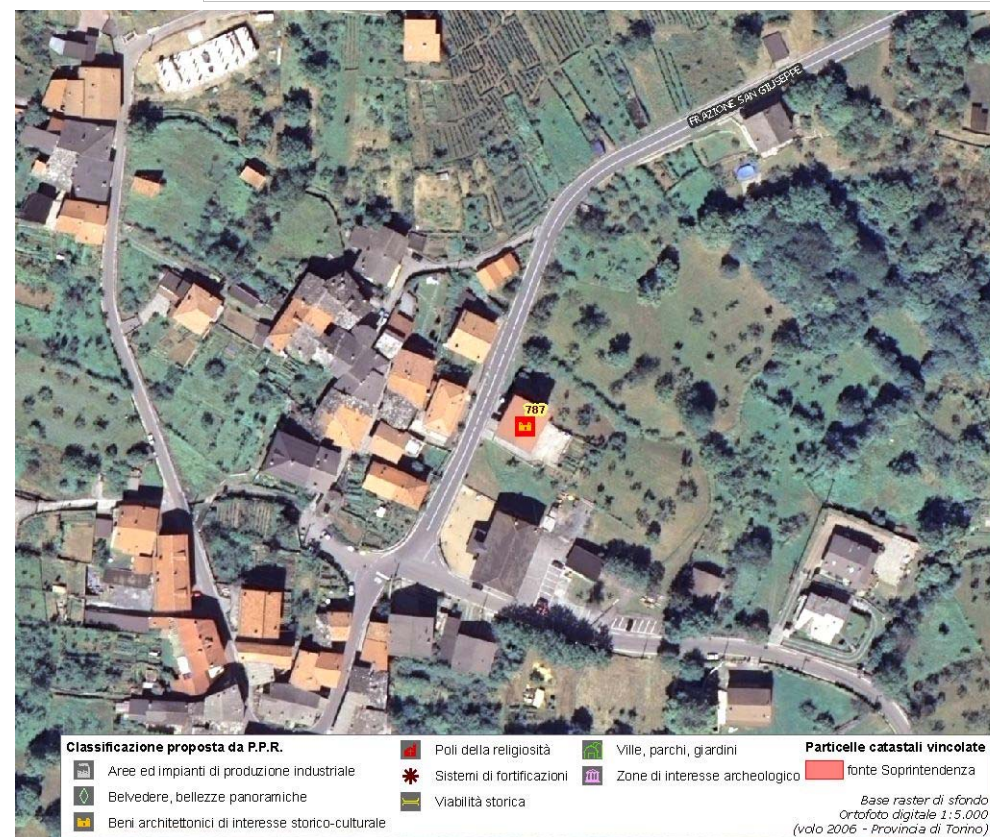 FRAZIONE SAN GIUSEPPE
787
Classificazione proposta da P.P.R.
Aree ed impianti di produzione industriale
Belvedere, bellezze panoramiche
Beni architettonici di interesse storico-culturale
Poli della religiosità
Sistemi di fortificazioni
Viabilità storica
Ville, parchi, giardini
Zone di interesse archeologico
Particelle catastali vincolate
fonte Soprintendenza
Base raster di sfondo
Ortofoto digitale 1:5.000
(volo 2006 - Provincia di Torino)